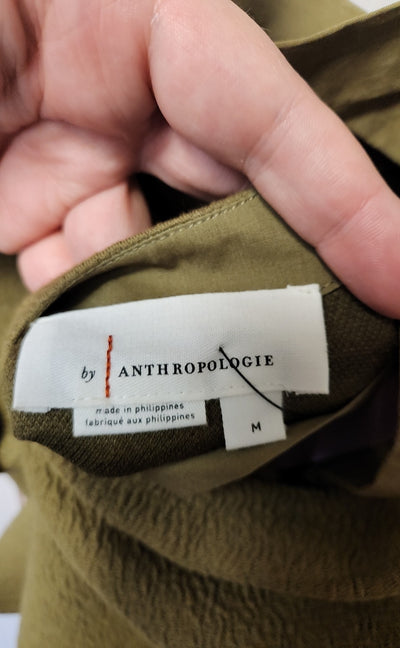 by ANTHROPOLOGIE
made in philippines
fabriqué aux philippines
M